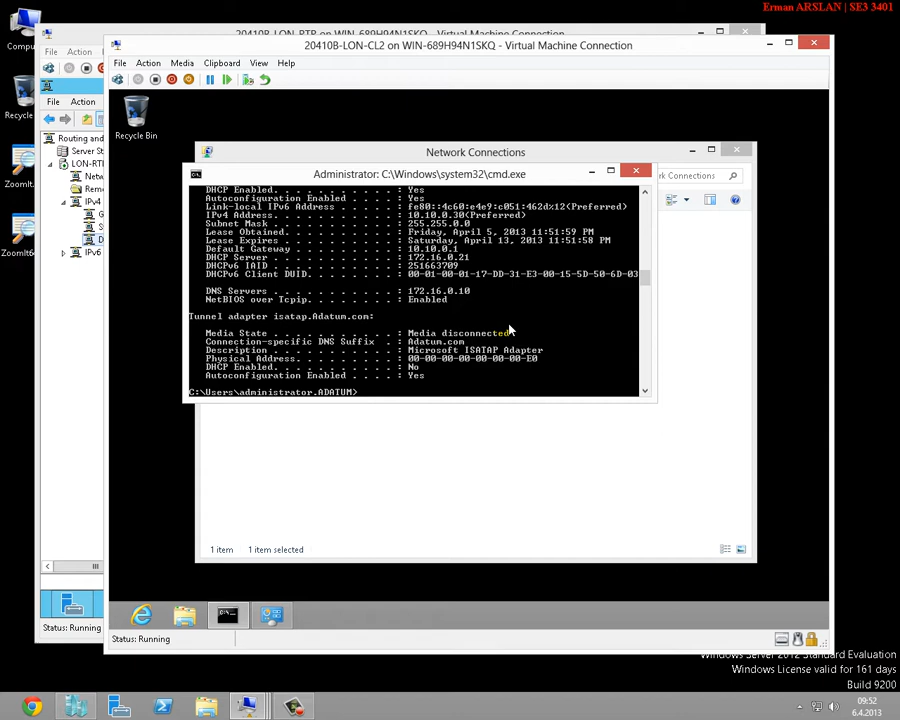 Erman ARSLAN | SE3 3401
20410B-LON-RTR on WIN-689H94N1SKQ - Virtual Machine Connection
20410B-LON-CL2 on WIN-689H94N1SKQ - Virtual Machine Connection
File Action Media Clipboard View Help
Action
File Action
Recycle Bin
Network Connections
Administrator: C:\Windows\system32\cmd.exe
Routing and
Server St
Netw
Rem
IPv4
IPv6
ZoomIt
DHCP Enabled. . . . . . . . . . . : Yes
Autoconfiguration Enabled . . . . : Yes
Link-local IPv6 Address . . . . . : fe80::4c60:e4e9:c051:462d%12(Preferred)
IPv4 Address. . . . . . . . . . . : 10.10.0.30(Preferred)
Subnet Mask . . . . . . . . . . . : 255.255.0.0
Lease Obtained. . . . . . . . . . : Friday, April 5, 2013 11:51:59 PM
Lease Expires . . . . . . . . . . : Saturday, April 13, 2013 11:51:58 PM
Default Gateway . . . . . . . . . : 10.10.0.1
DHCP Server . . . . . . . . . . . : 172.16.0.21
DHCPv6 IAID . . . . . . . . . . . : 251663709
DHCPv6 Client DUID. . . . . . . . : 00-01-00-01-17-DD-31-E3-00-15-5D-50-6D-03
DNS Servers . . . . . . . . . . . : 172.16.0.10
NetBIOS over Tcpip. . . . . . . . : Enabled
Tunnel adapter isatap.Adatum.com:
Media State . . . . . . . . . . . : Media disconnected
Connection-specific DNS Suffix  . : Adatum.com
Description . . . . . . . . . . . : Microsoft ISATAP Adapter
Physical Address. . . . . . . . . : 00-00-00-00-00-00-00-E0
DHCP Enabled. . . . . . . . . . . : No
Autoconfiguration Enabled . . . . : Yes
C:\Users\administrator.ADATUM>
1 item 1 item selected
Status: Running
Status: Running
Windows Server 2012 Standard Evaluation
Windows License valid for 161 days
Build 9200
09:52
6.4.2013